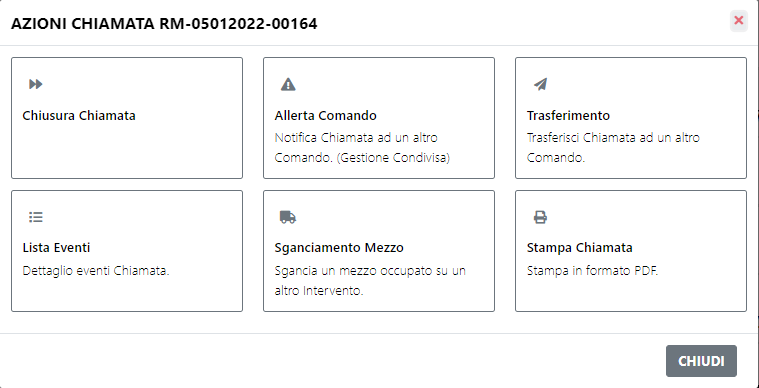 AZIONI CHIAMATA RM-05012022-00164
Chiusura Chiamata
Allerta Comando
Notifica Chiamata ad un altro
Comando. (Gestione Condivisa)
Trasferimento
Trasferisci Chiamata ad un altro
Comando.
Lista Eventi
Dettaglio eventi Chiamata.
Sganciamento Mezzo
Sgancia un mezzo occupato su un
altro Intervento.
Stampa Chiamata
Stampa in formato PDF.
CHIUDI